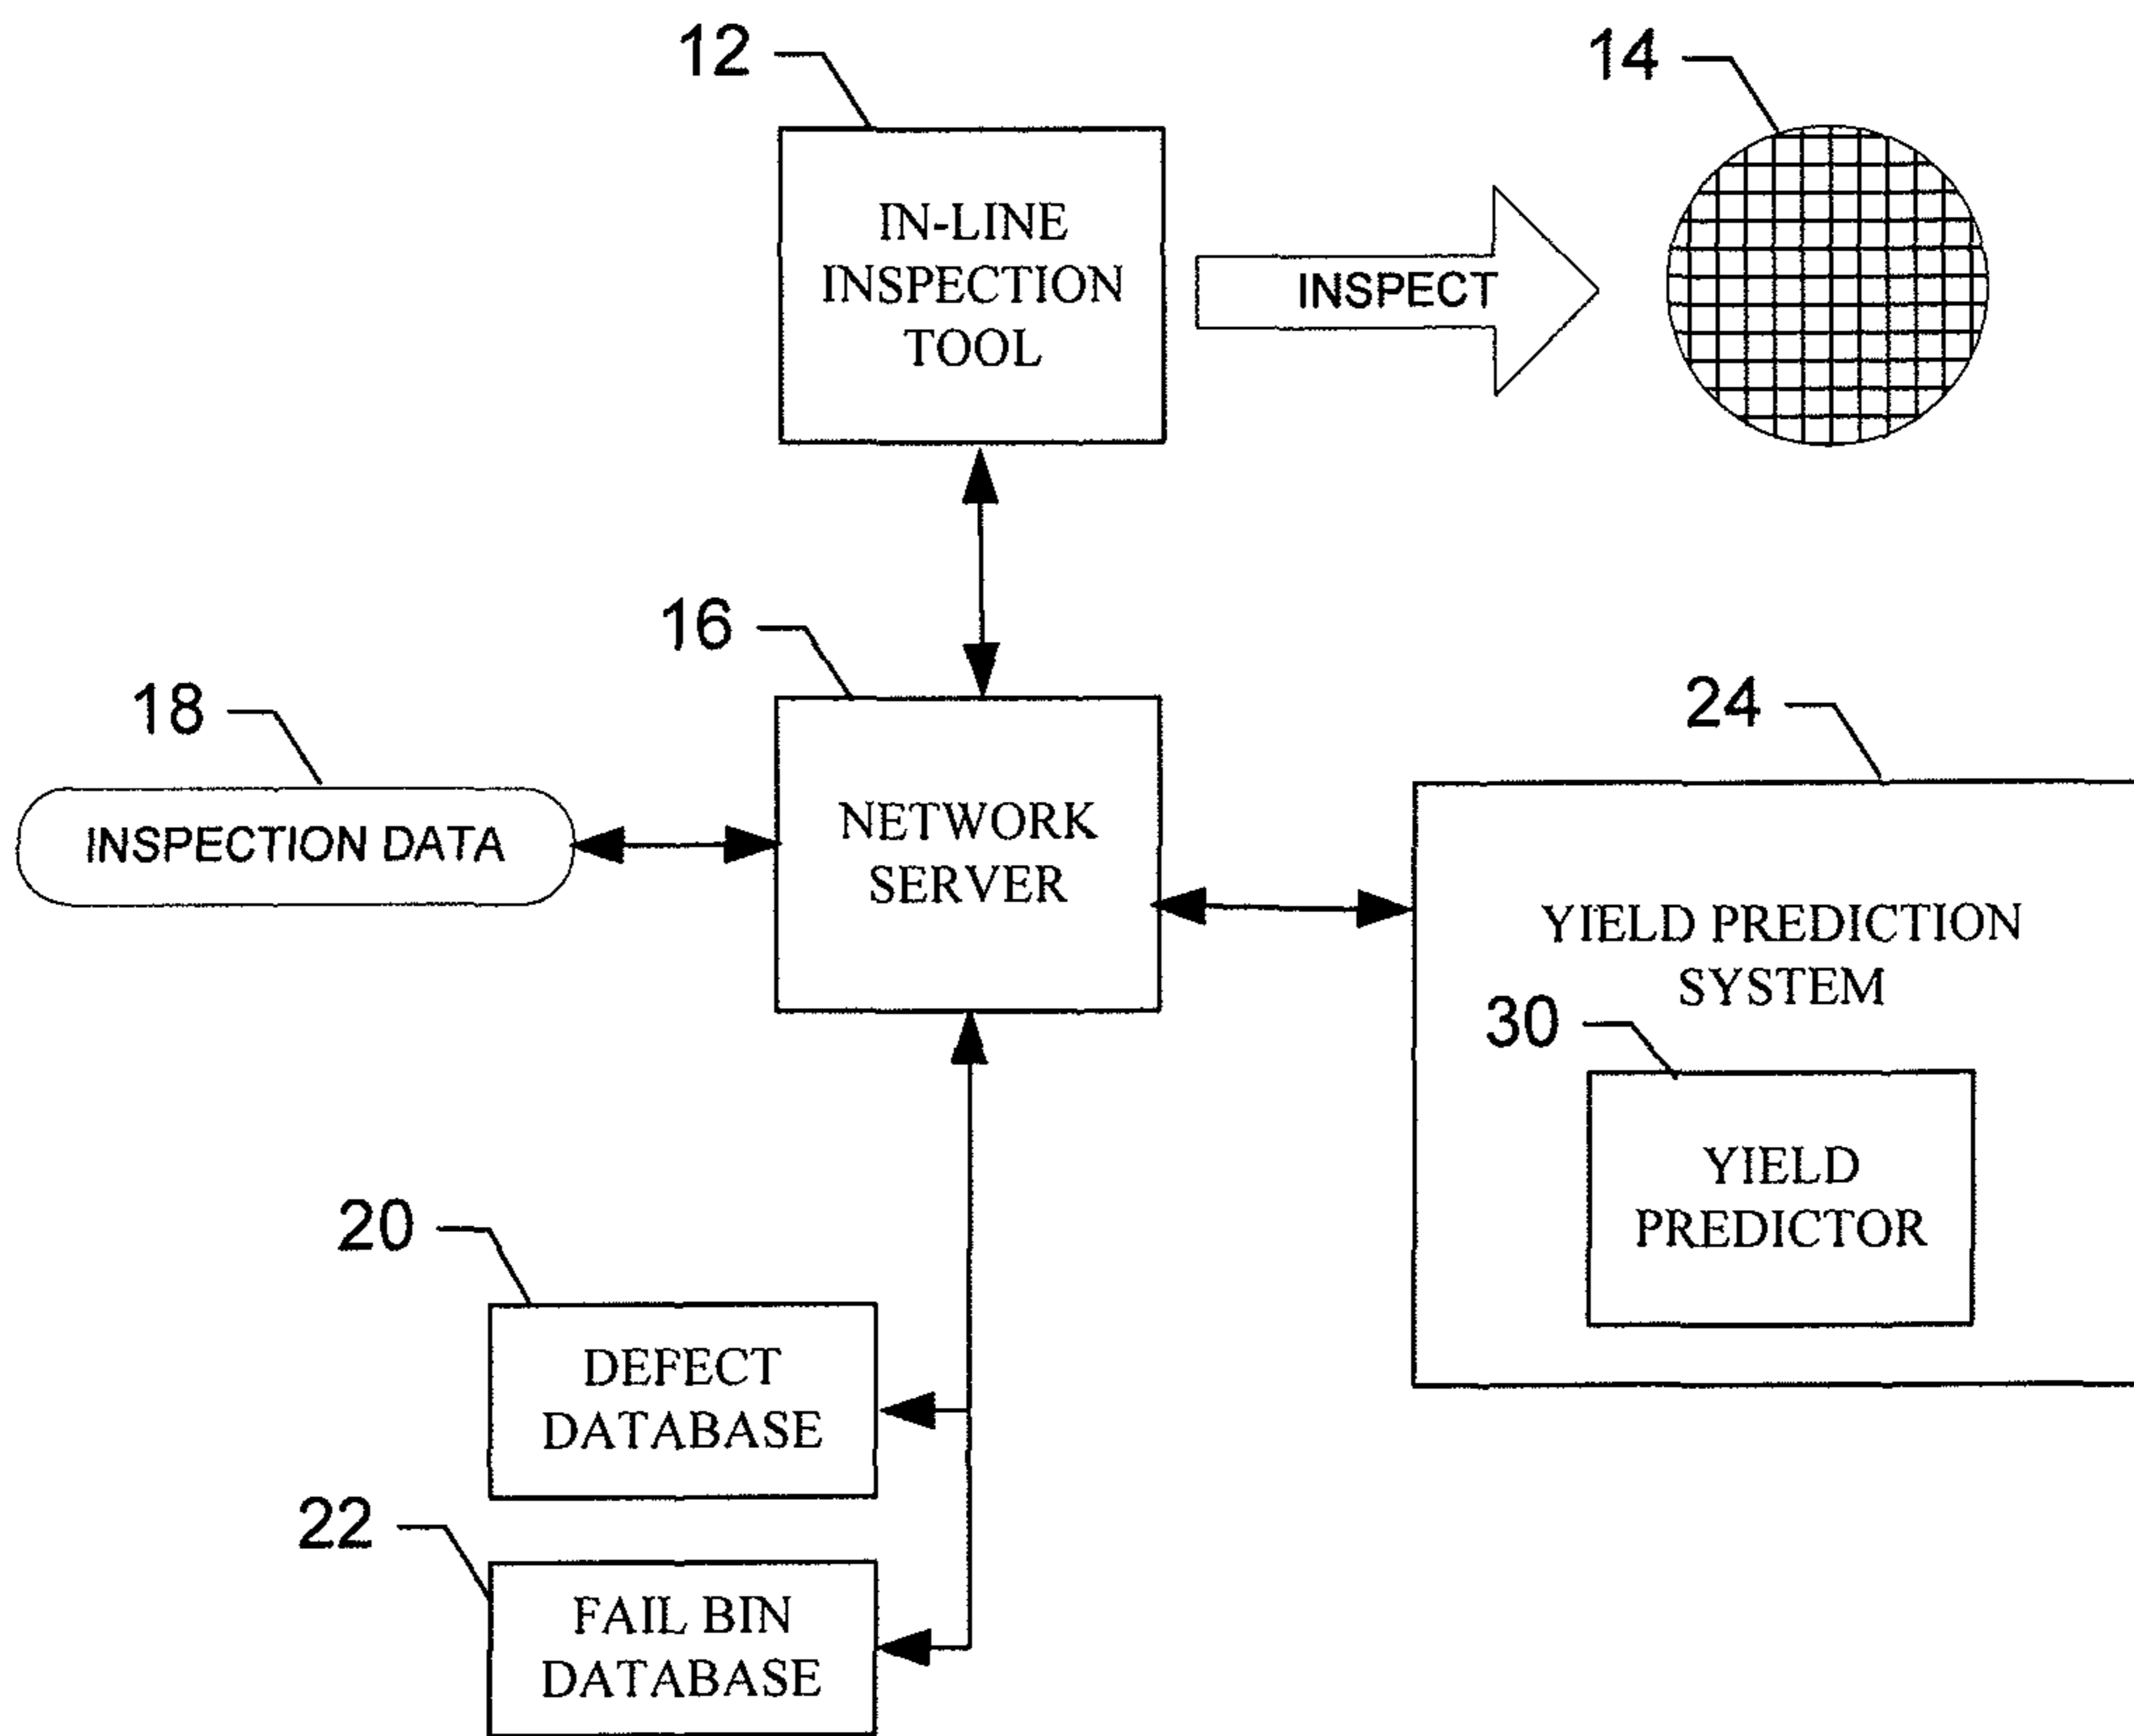 12
14
IN-LINE
INSPECTION
TOOL
INSPECT
16
18
24
INSPECTION DATA
NETWORK
SERVER
YIELD PREDICTION
SYSTEM
30
YIELD
PREDICTOR
20
DEFECT
DATABASE
22
FAIL BIN
DATABASE